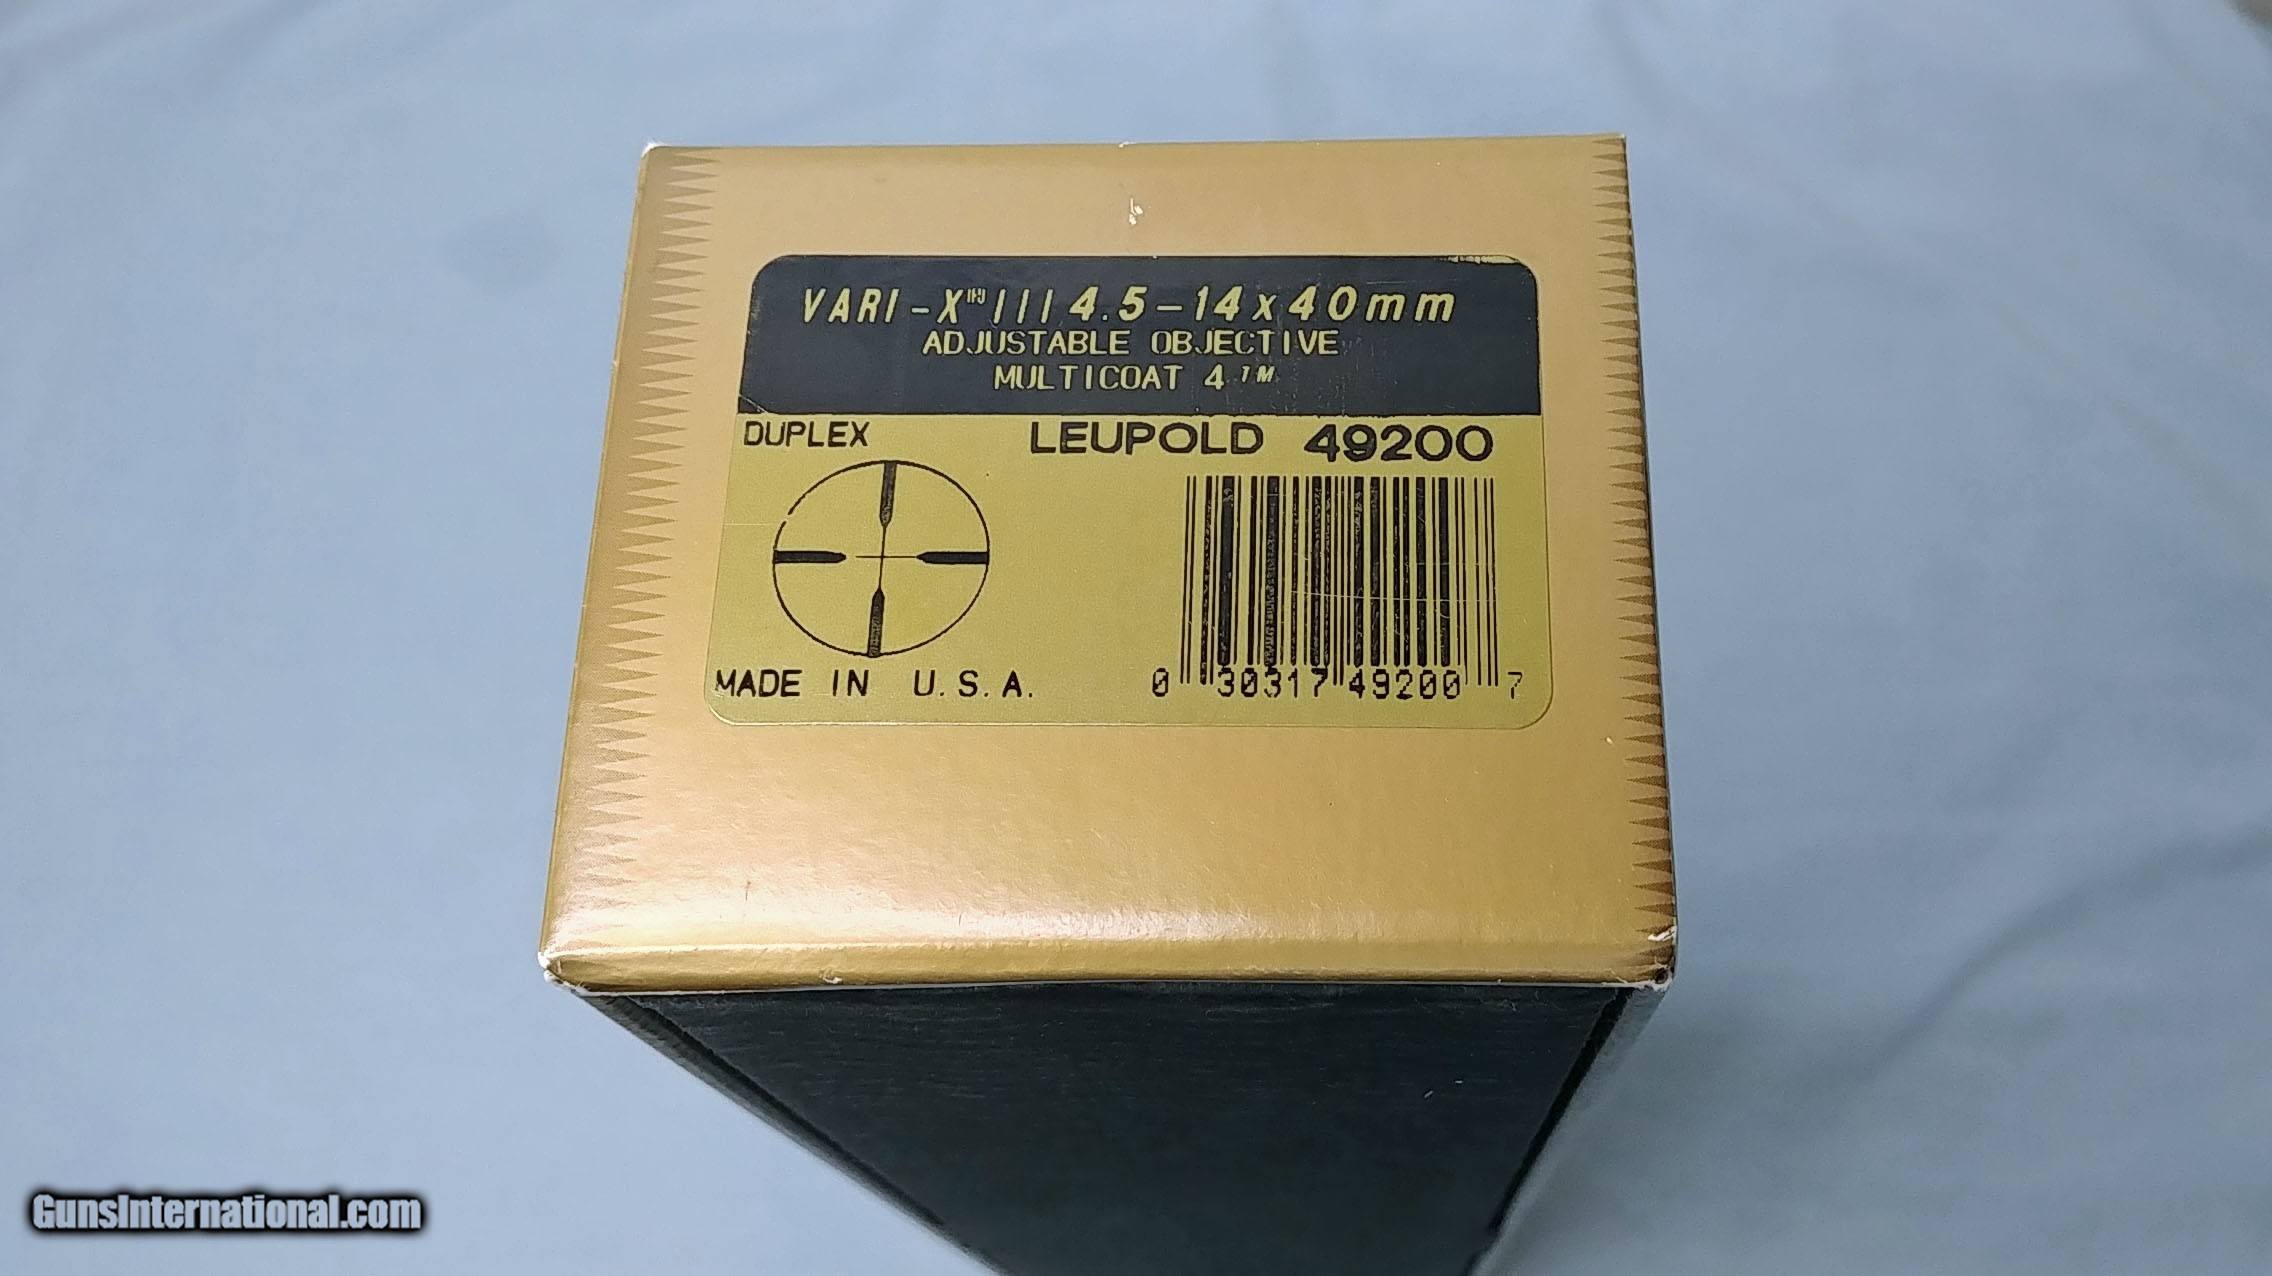 VARI-X™ III 4.5-14x40mm
ADJUSTABLE OBJECTIVE
MULTICOAT 4™
DUPLEX
LEUPOLD 49200
MADE IN U.S.A.
0 30317 49200 7
GunsInternational.com